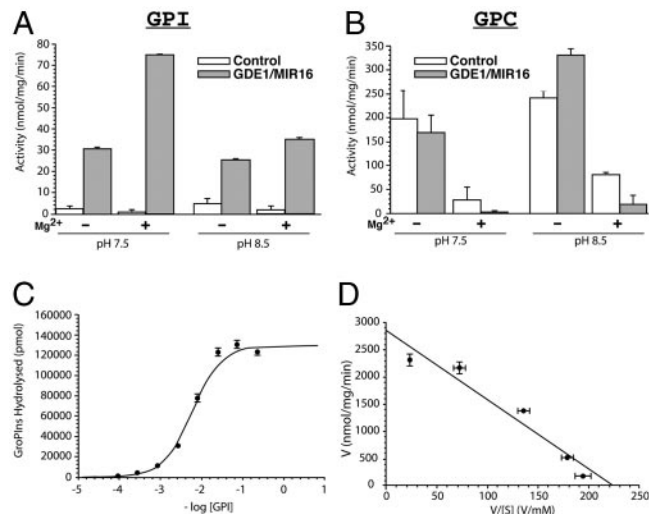 A
GPI
Activity (nmol/mg/min)
80
70
60
50
40
30
20
10
0
Control
GDE1/MIR16
Mg2+
− + − +
pH 7.5 pH 8.5
B
GPC
Activity (nmol/mg/min)
350
300
250
200
150
100
50
0
Control
GDE1/MIR16
Mg2+
− + − +
pH 7.5 pH 8.5
C
GroPIns Hydrolysed (pmol)
160000
140000
120000
100000
80000
60000
40000
20000
0
-5 -4 -3 -2 -1 0 1
- log [GPI]
D
V (nmol/mg/min)
3000
2500
2000
1500
1000
500
0
0 50 100 150 200 250
V/[S] (V/mM)